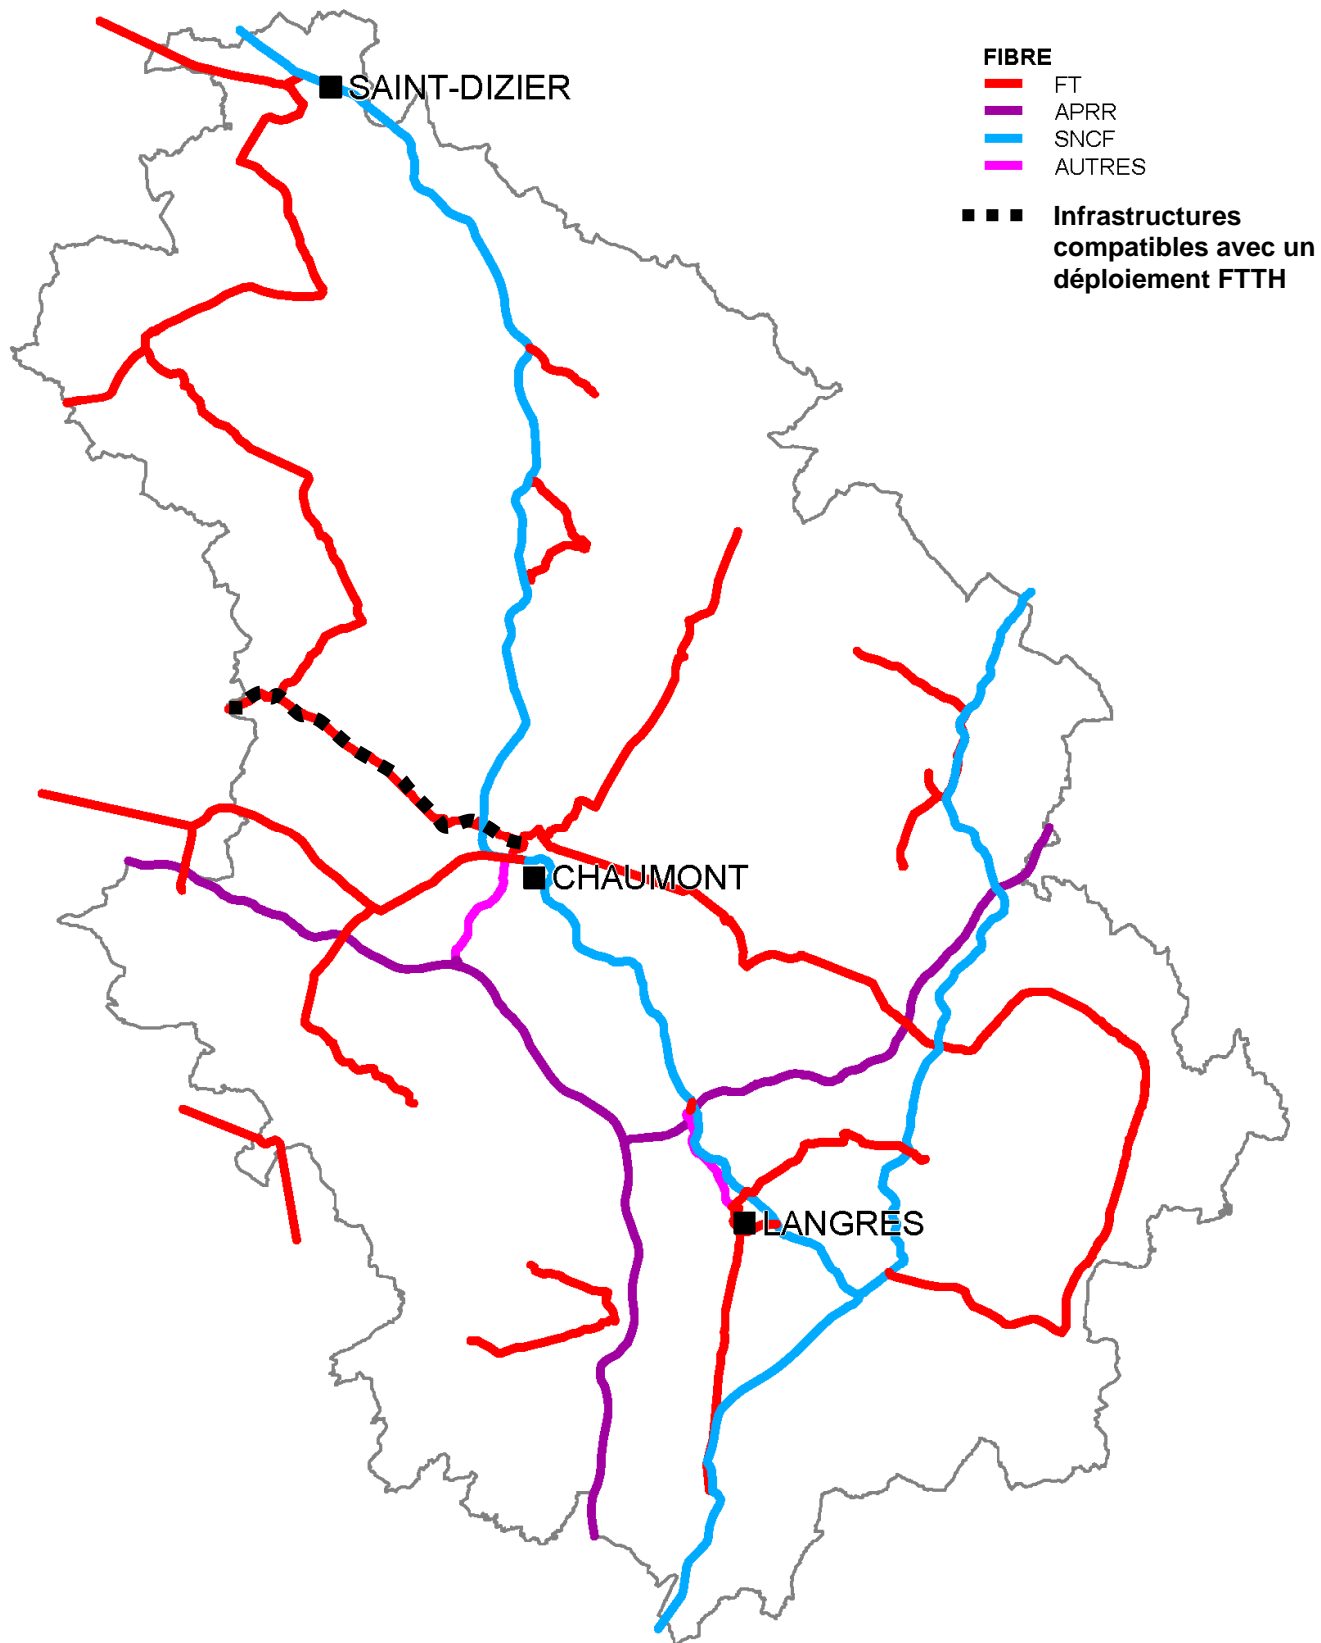 FIBRE
FT
APRR
SNCF
AUTRES
Infrastructures
compatibles avec un
déploiement FTTH
SAINT-DIZIER
CHAUMONT
LANGRES